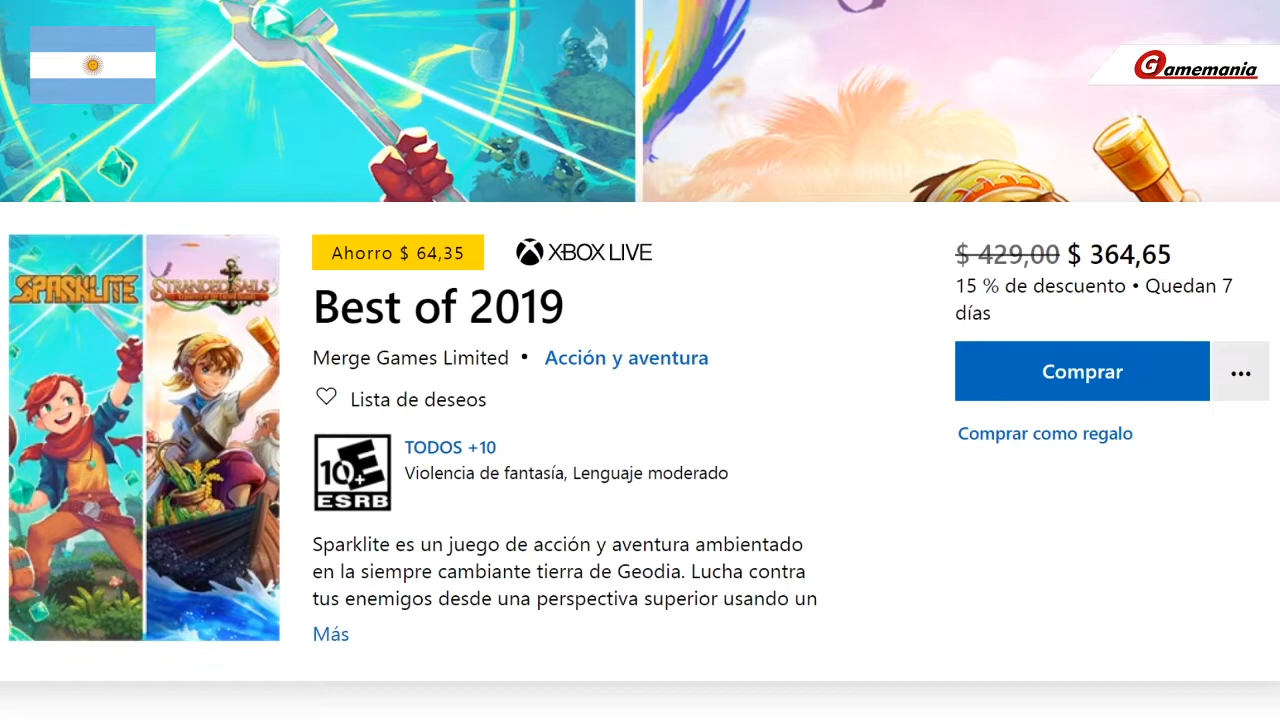 Gamemania
SPARKLITE
STRANDED SAILS
Ahorro $ 64,35
XBOX LIVE
Best of 2019
Merge Games Limited • Acción y aventura
Lista de deseos
10+
E
ESRB
TODOS +10
Violencia de fantasía, Lenguaje moderado
Sparklite es un juego de acción y aventura ambientado
en la siempre cambiante tierra de Geodia. Lucha contra
tus enemigos desde una perspectiva superior usando un
Más
$ 429,00 $ 364,65
15 % de descuento • Quedan 7
días
Comprar
...
Comprar como regalo